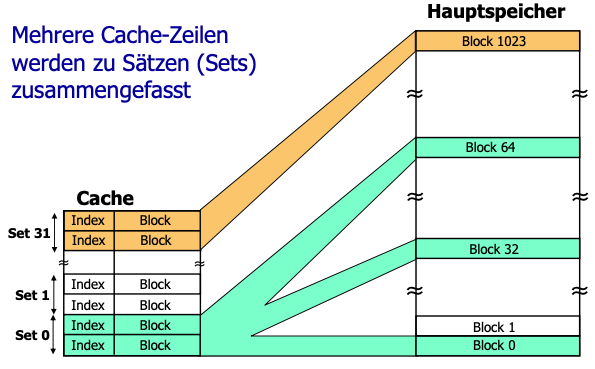 Hauptspeicher
Mehrere Cache-Zeilen
werden zu Sätzen (Sets)
zusammengefasst
Block 1023
Block 64
Cache
Set 31
Index Block
Index Block
Block 32
Set 1
Index Block
Index Block
Set 0
Index Block
Index Block
Block 1
Block 0